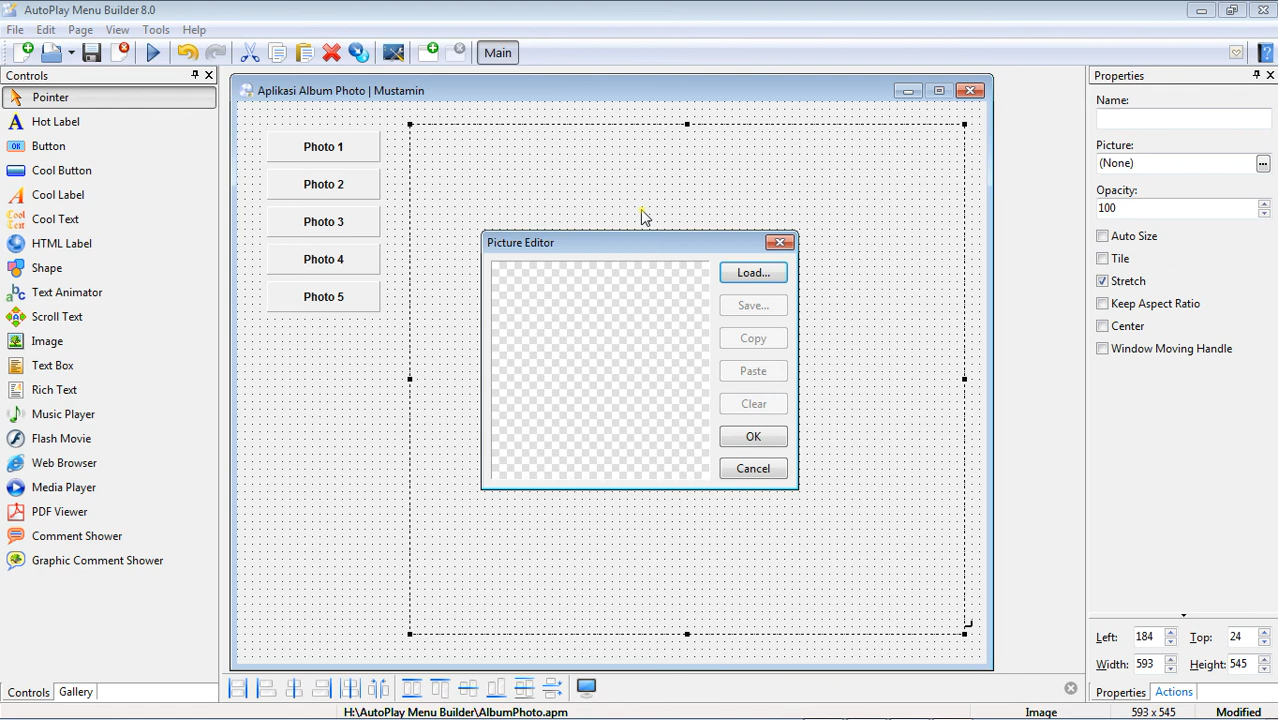 AutoPlay Menu Builder 8.0
File Edit Page View Tools Help
Main
Controls
Pointer
Hot Label
Button
Cool Button
Cool Label
Cool Text
HTML Label
Shape
Text Animator
Scroll Text
Image
Text Box
Rich Text
Music Player
Flash Movie
Web Browser
Media Player
PDF Viewer
Comment Shower
Graphic Comment Shower
Controls Gallery
Aplikasi Album Photo | Mustamin
Photo 1
Photo 2
Photo 3
Photo 4
Photo 5
Picture Editor
Load...
Save...
Copy
Paste
Clear
OK
Cancel
Properties
Name:
Picture:
(None)
Opacity:
100
Auto Size
Tile
Stretch
Keep Aspect Ratio
Center
Window Moving Handle
Left: 184 Top: 24
Width: 593 Height: 545
Properties Actions
H:\AutoPlay Menu Builder\AlbumPhoto.apm Image 593 x 545 Modified